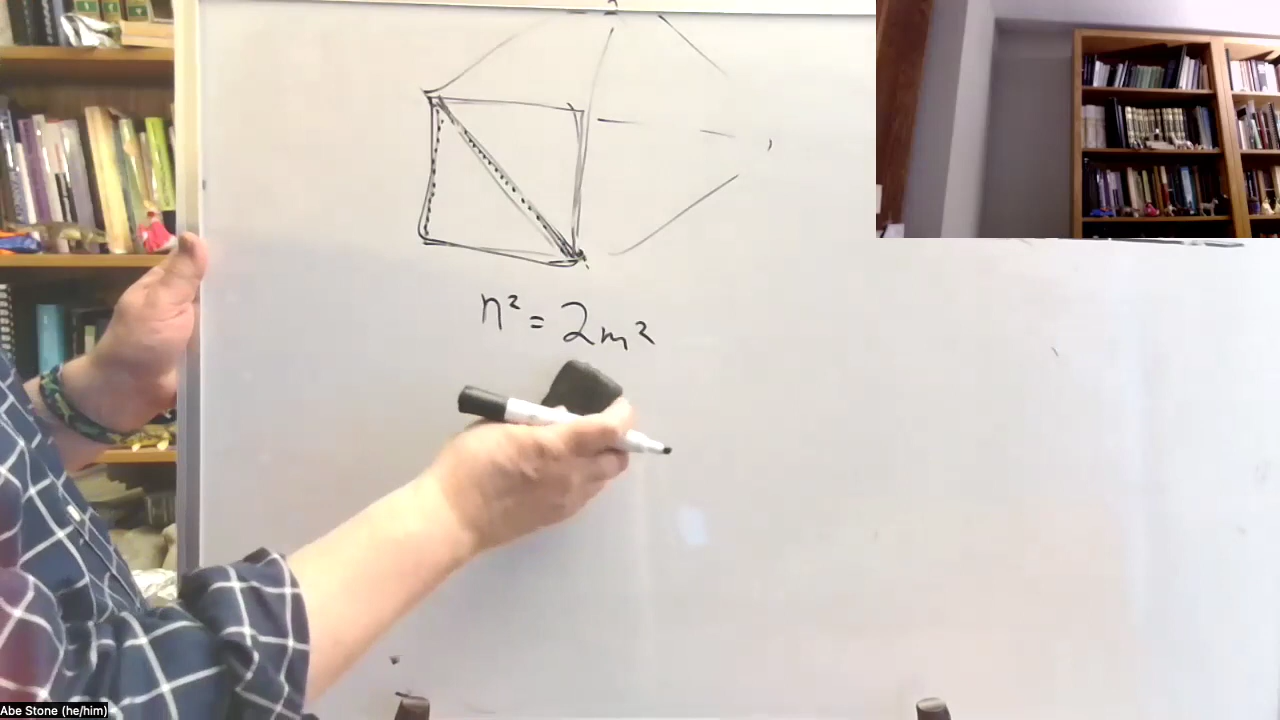 n² = 2m²
Abe Stone (he/him)